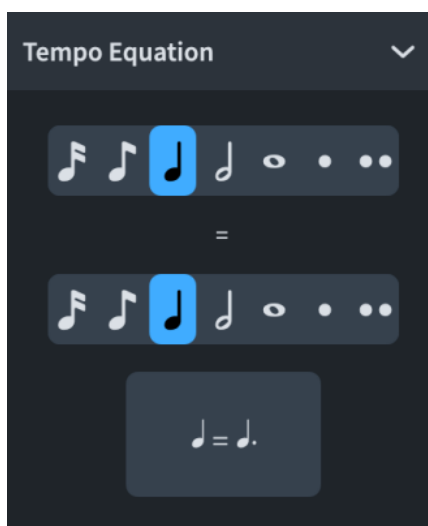 Tempo Equation
=
=